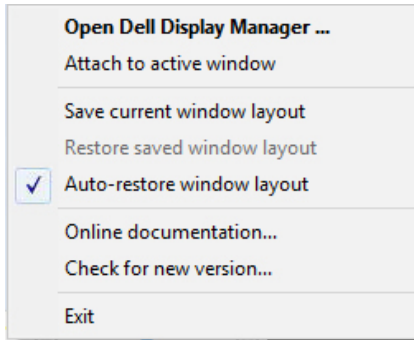 Open Dell Display Manager ...
Attach to active window
Save current window layout
Restore saved window layout
Auto-restore window layout
Online documentation...
Check for new version...
Exit